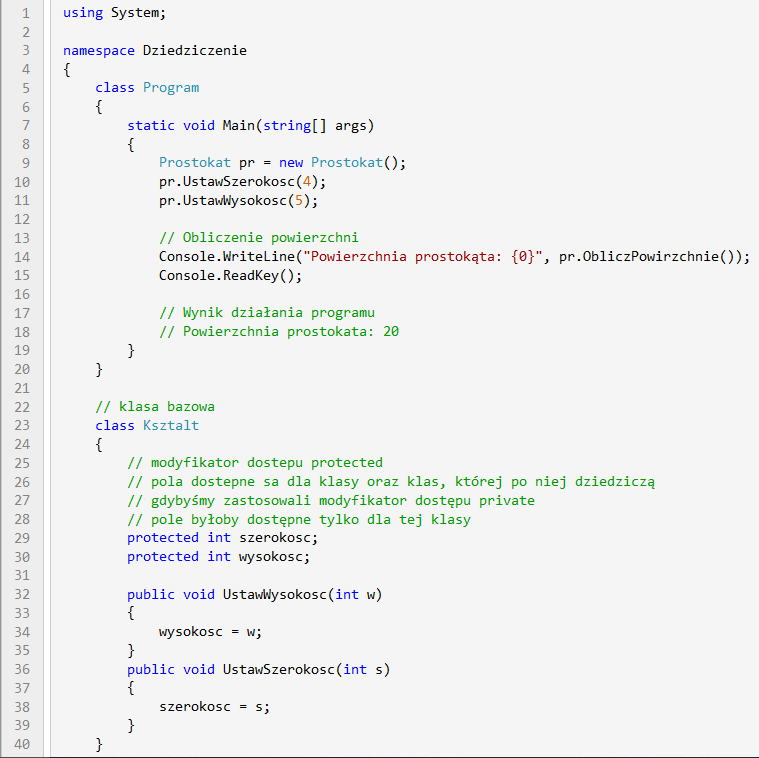 1 using System;
2
3 namespace Dziedziczenie
4 {
5     class Program
6     {
7         static void Main(string[] args)
8         {
9             Prostokat pr = new Prostokat();
10             pr.UstawSzerokosc(4);
11             pr.UstawWysokosc(5);
12
13             // Obliczenie powierzchni
14             Console.WriteLine("Powierzchnia prostokąta: {0}", pr.ObliczPowirzchnie());
15             Console.ReadKey();
16
17             // Wynik działania programu
18             // Powierzchnia prostokata: 20
19         }
20     }
21
22     // klasa bazowa
23     class Ksztalt
24     {
25         // modyfikator dostepu protected
26         // pola dostepne sa dla klasy oraz klas, której po niej dziedziczą
27         // gdybyśmy zastosowali modyfikator dostępu private
28         // pole byłoby dostępne tylko dla tej klasy
29         protected int szerokosc;
30         protected int wysokosc;
31
32         public void UstawWysokosc(int w)
33         {
34             wysokosc = w;
35         }
36         public void UstawSzerokosc(int s)
37         {
38             szerokosc = s;
39         }
40     }